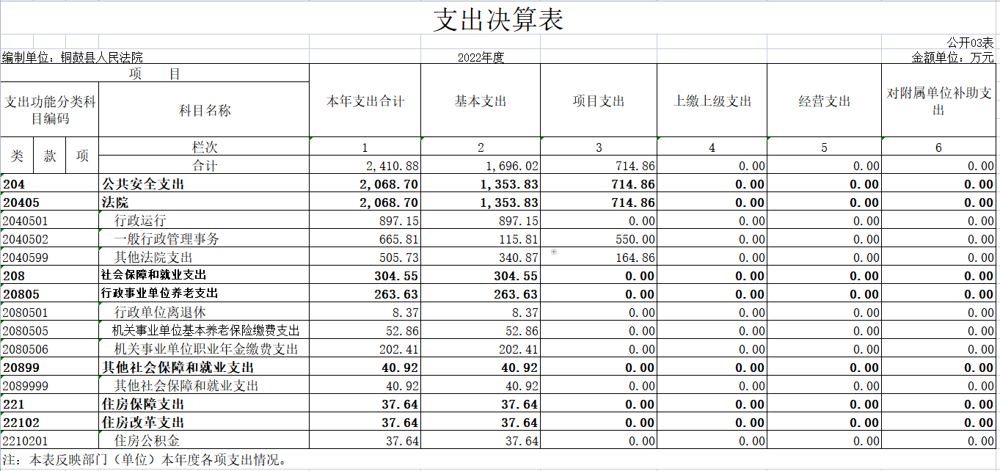 支出决算表
公开03表
编制单位：铜鼓县人民法院 2022年度 金额单位：万元
项 目 本年支出合计 基本支出 项目支出 上缴上级支出 经营支出 对附属单位补助支
出
支出功能分类科
目编码 科目名称
类 款 项 栏次 1 2 3 4 5 6
合计 2,410.88 1,696.02 714.86 0.00 0.00 0.00
204 公共安全支出 2,068.70 1,353.83 714.86 0.00 0.00 0.00
20405 法院 2,068.70 1,353.83 714.86 0.00 0.00 0.00
2040501 行政运行 897.15 897.15 0.00 0.00 0.00 0.00
2040502 一般行政管理事务 665.81 115.81 550.00 0.00 0.00 0.00
2040599 其他法院支出 505.73 340.87 164.86 0.00 0.00 0.00
208 社会保障和就业支出 304.55 304.55 0.00 0.00 0.00 0.00
20805 行政事业单位养老支出 263.63 263.63 0.00 0.00 0.00 0.00
2080501 行政单位离退休 8.37 8.37 0.00 0.00 0.00 0.00
2080505 机关事业单位基本养老保险缴费支出 52.86 52.86 0.00 0.00 0.00 0.00
2080506 机关事业单位职业年金缴费支出 202.41 202.41 0.00 0.00 0.00 0.00
20899 其他社会保障和就业支出 40.92 40.92 0.00 0.00 0.00 0.00
2089999 其他社会保障和就业支出 40.92 40.92 0.00 0.00 0.00 0.00
221 住房保障支出 37.64 37.64 0.00 0.00 0.00 0.00
22102 住房改革支出 37.64 37.64 0.00 0.00 0.00 0.00
2210201 住房公积金 37.64 37.64 0.00 0.00 0.00 0.00
注：本表反映部门（单位）本年度各项支出情况。